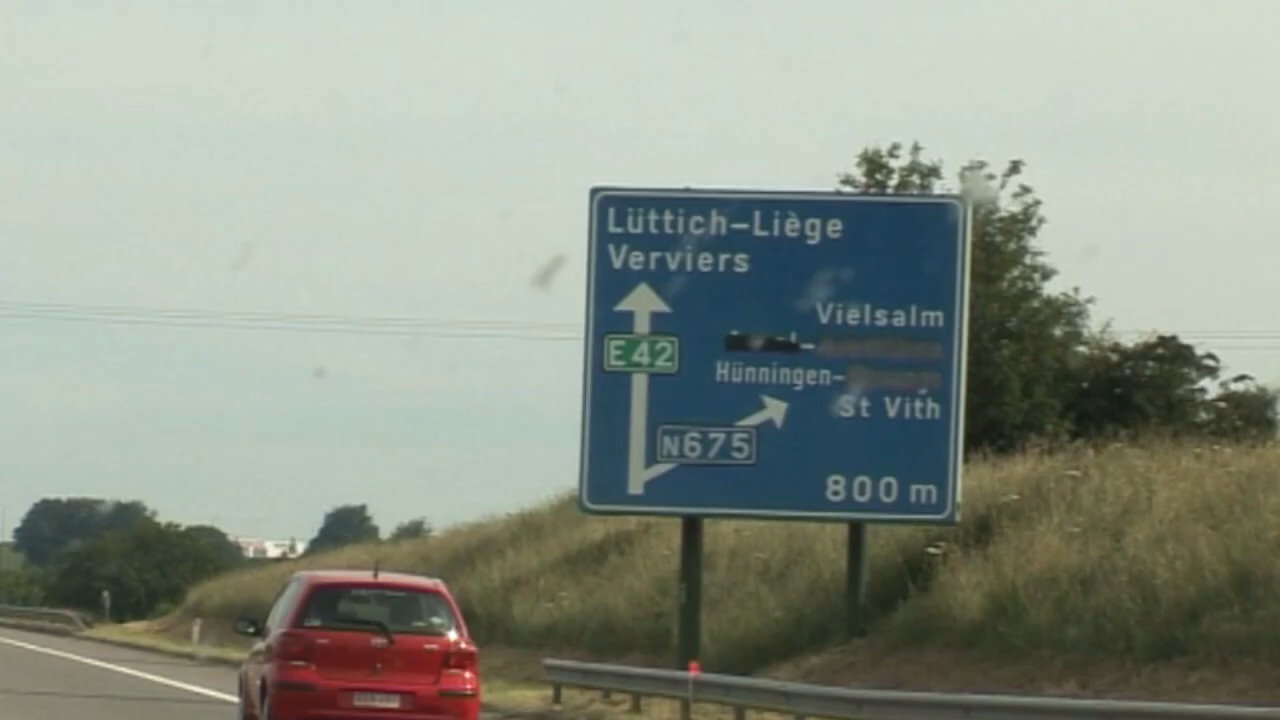 Lüttich-Liège
Verviers
Vielsalm
E42
Hünningen-
St Vith
N675
800 m